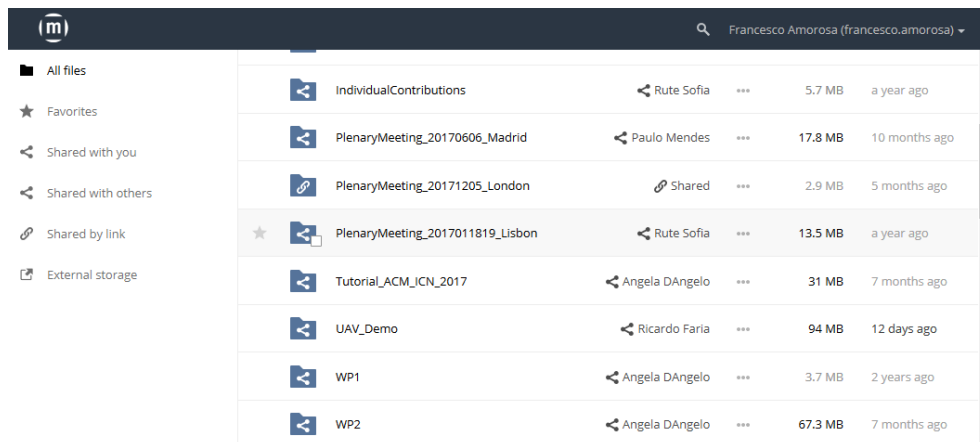 m Francesco Amorosa (francesco.amorosa)
All files
Favorites
Shared with you
Shared with others
Shared by link
External storage
IndividualContributions Rute Sofia ••• 5.7 MB a year ago
PlenaryMeeting_20170606_Madrid Paulo Mendes ••• 17.8 MB 10 months ago
PlenaryMeeting_20171205_London Shared ••• 2.9 MB 5 months ago
PlenaryMeeting_2017011819_Lisbon Rute Sofia ••• 13.5 MB a year ago
Tutorial_ACM_ICN_2017 Angela DAngelo ••• 31 MB 7 months ago
UAV_Demo Ricardo Faria ••• 94 MB 12 days ago
WP1 Angela DAngelo ••• 3.7 MB 2 years ago
WP2 Angela DAngelo ••• 67.3 MB 7 months ago